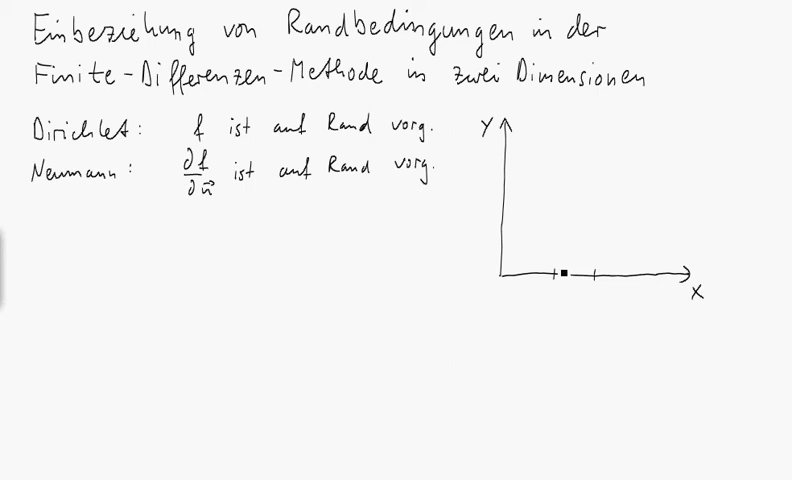 Einbeziehung von Randbedingungen in der
Finite-Differenzen-Methode in zwei Dimensionen
Dirichlet: f ist auf Rand vorg.
Neumann: ∂f/∂n⃗ ist auf Rand vorg.
y
x